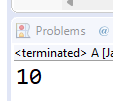 Problems @
<terminated> A [Ja
10